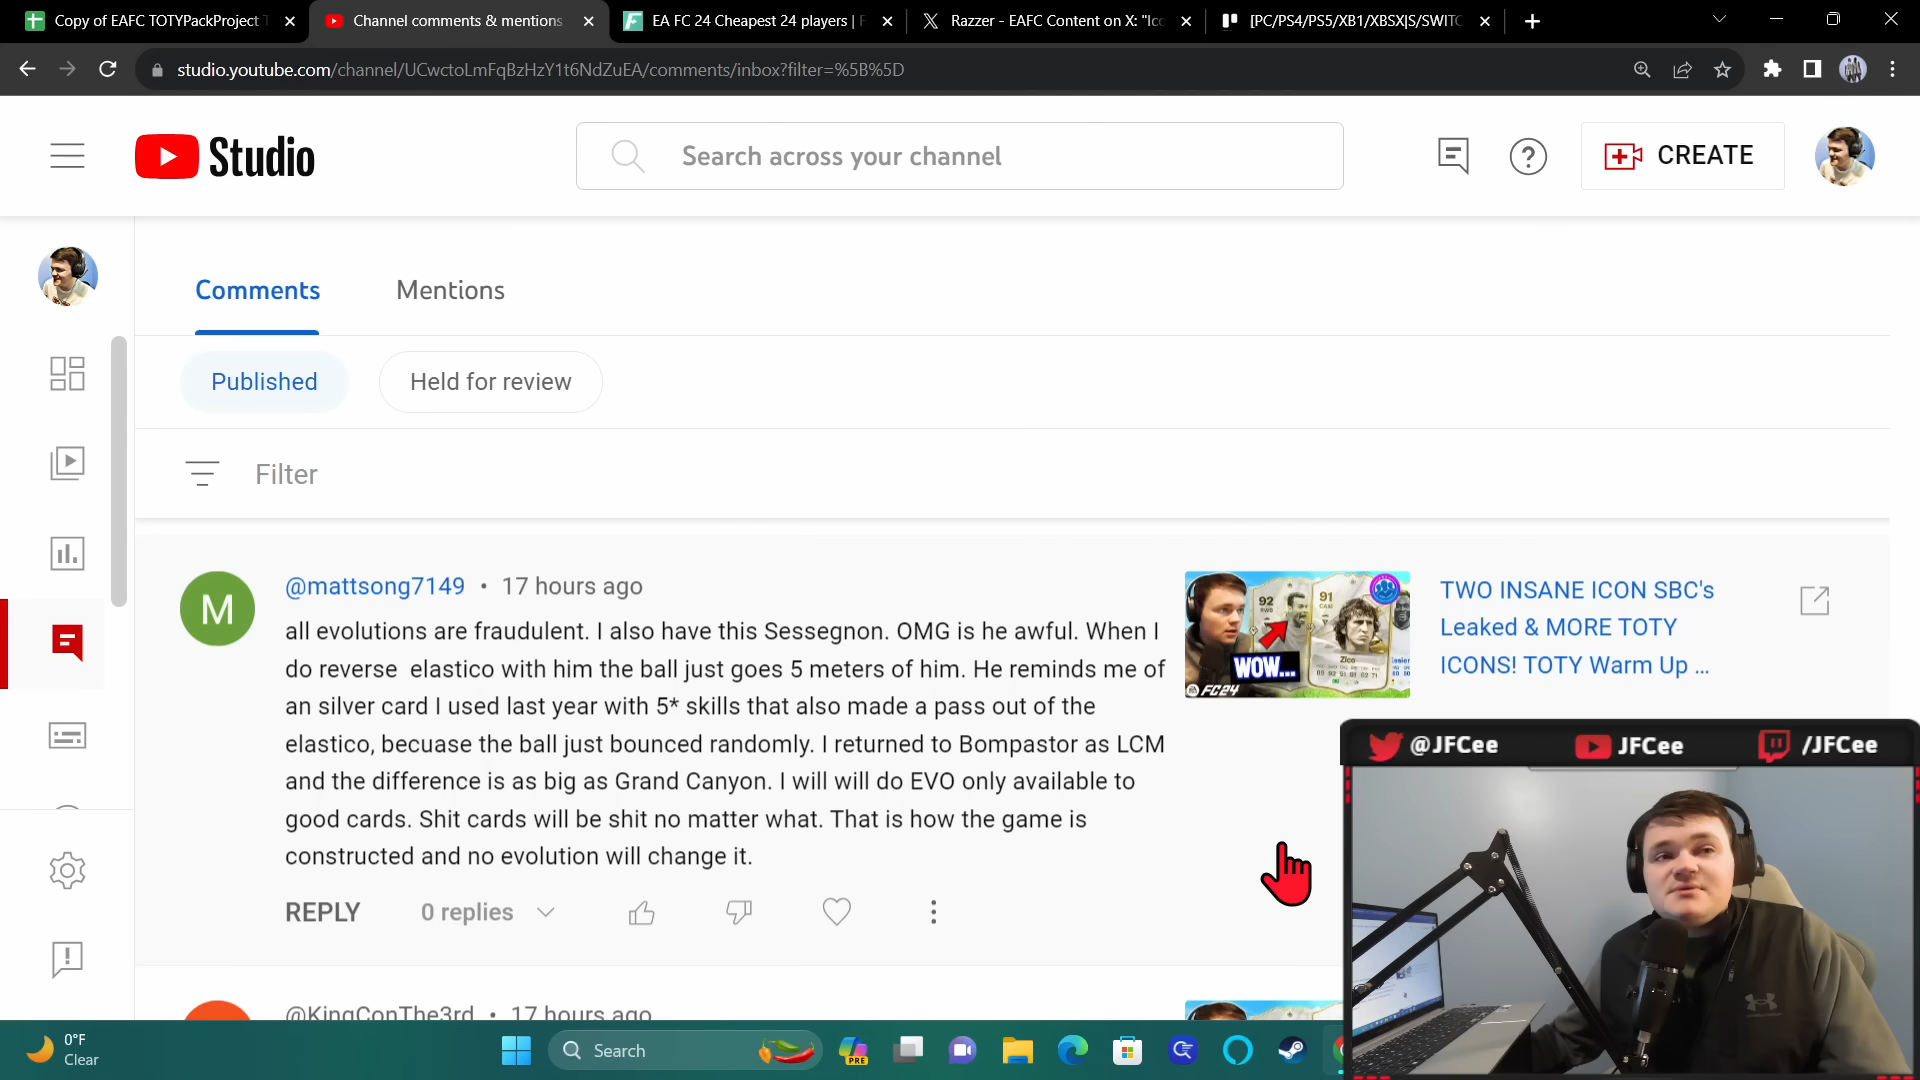 Copy of EAFC TOTYPackProject T
Channel comments & mentions
EA FC 24 Cheapest 24 players | F
Razzer - EAFC Content on X: "Ico
[PC/PS4/PS5/XB1/XBSX|S/SWITC
studio.youtube.com/channel/UCwctoLmFqBzHzY1t6NdZuEA/comments/inbox?filter=%5B%5D
Studio
Search across your channel
CREATE
Comments
Mentions
Published
Held for review
Filter
M
@mattsong7149 • 17 hours ago
all evolutions are fraudulent. I also have this Sessegnon. OMG is he awful. When I
do reverse elastico with him the ball just goes 5 meters of him. He reminds me of
an silver card I used last year with 5* skills that also made a pass out of the
elastico, becuase the ball just bounced randomly. I returned to Bompastor as LCM
and the difference is as big as Grand Canyon. I will will do EVO only available to
good cards. Shit cards will be shit no matter what. That is how the game is
constructed and no evolution will change it.
REPLY
0 replies
92
91
CAM
Zico
WOW...
FC24
TWO INSANE ICON SBC's
Leaked & MORE TOTY
ICONS! TOTY Warm Up ...
@JFCee
JFCee
/JFCee
@KingConThe3rd • 17 hours ago
0°F
Clear
Search
PRE